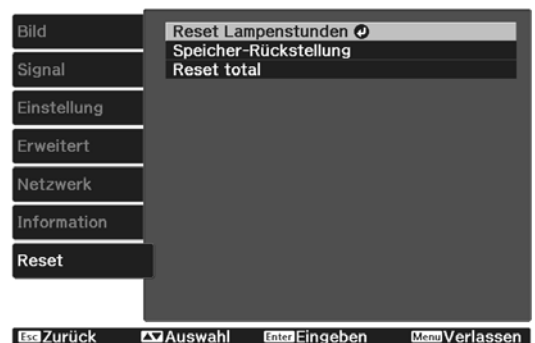 Bild
Signal
Einstellung
Erweitert
Netzwerk
Information
Reset
Reset Lampenstunden
Speicher-Rückstellung
Reset total
Esc Zurück Auswahl Enter Eingeben Menu Verlassen